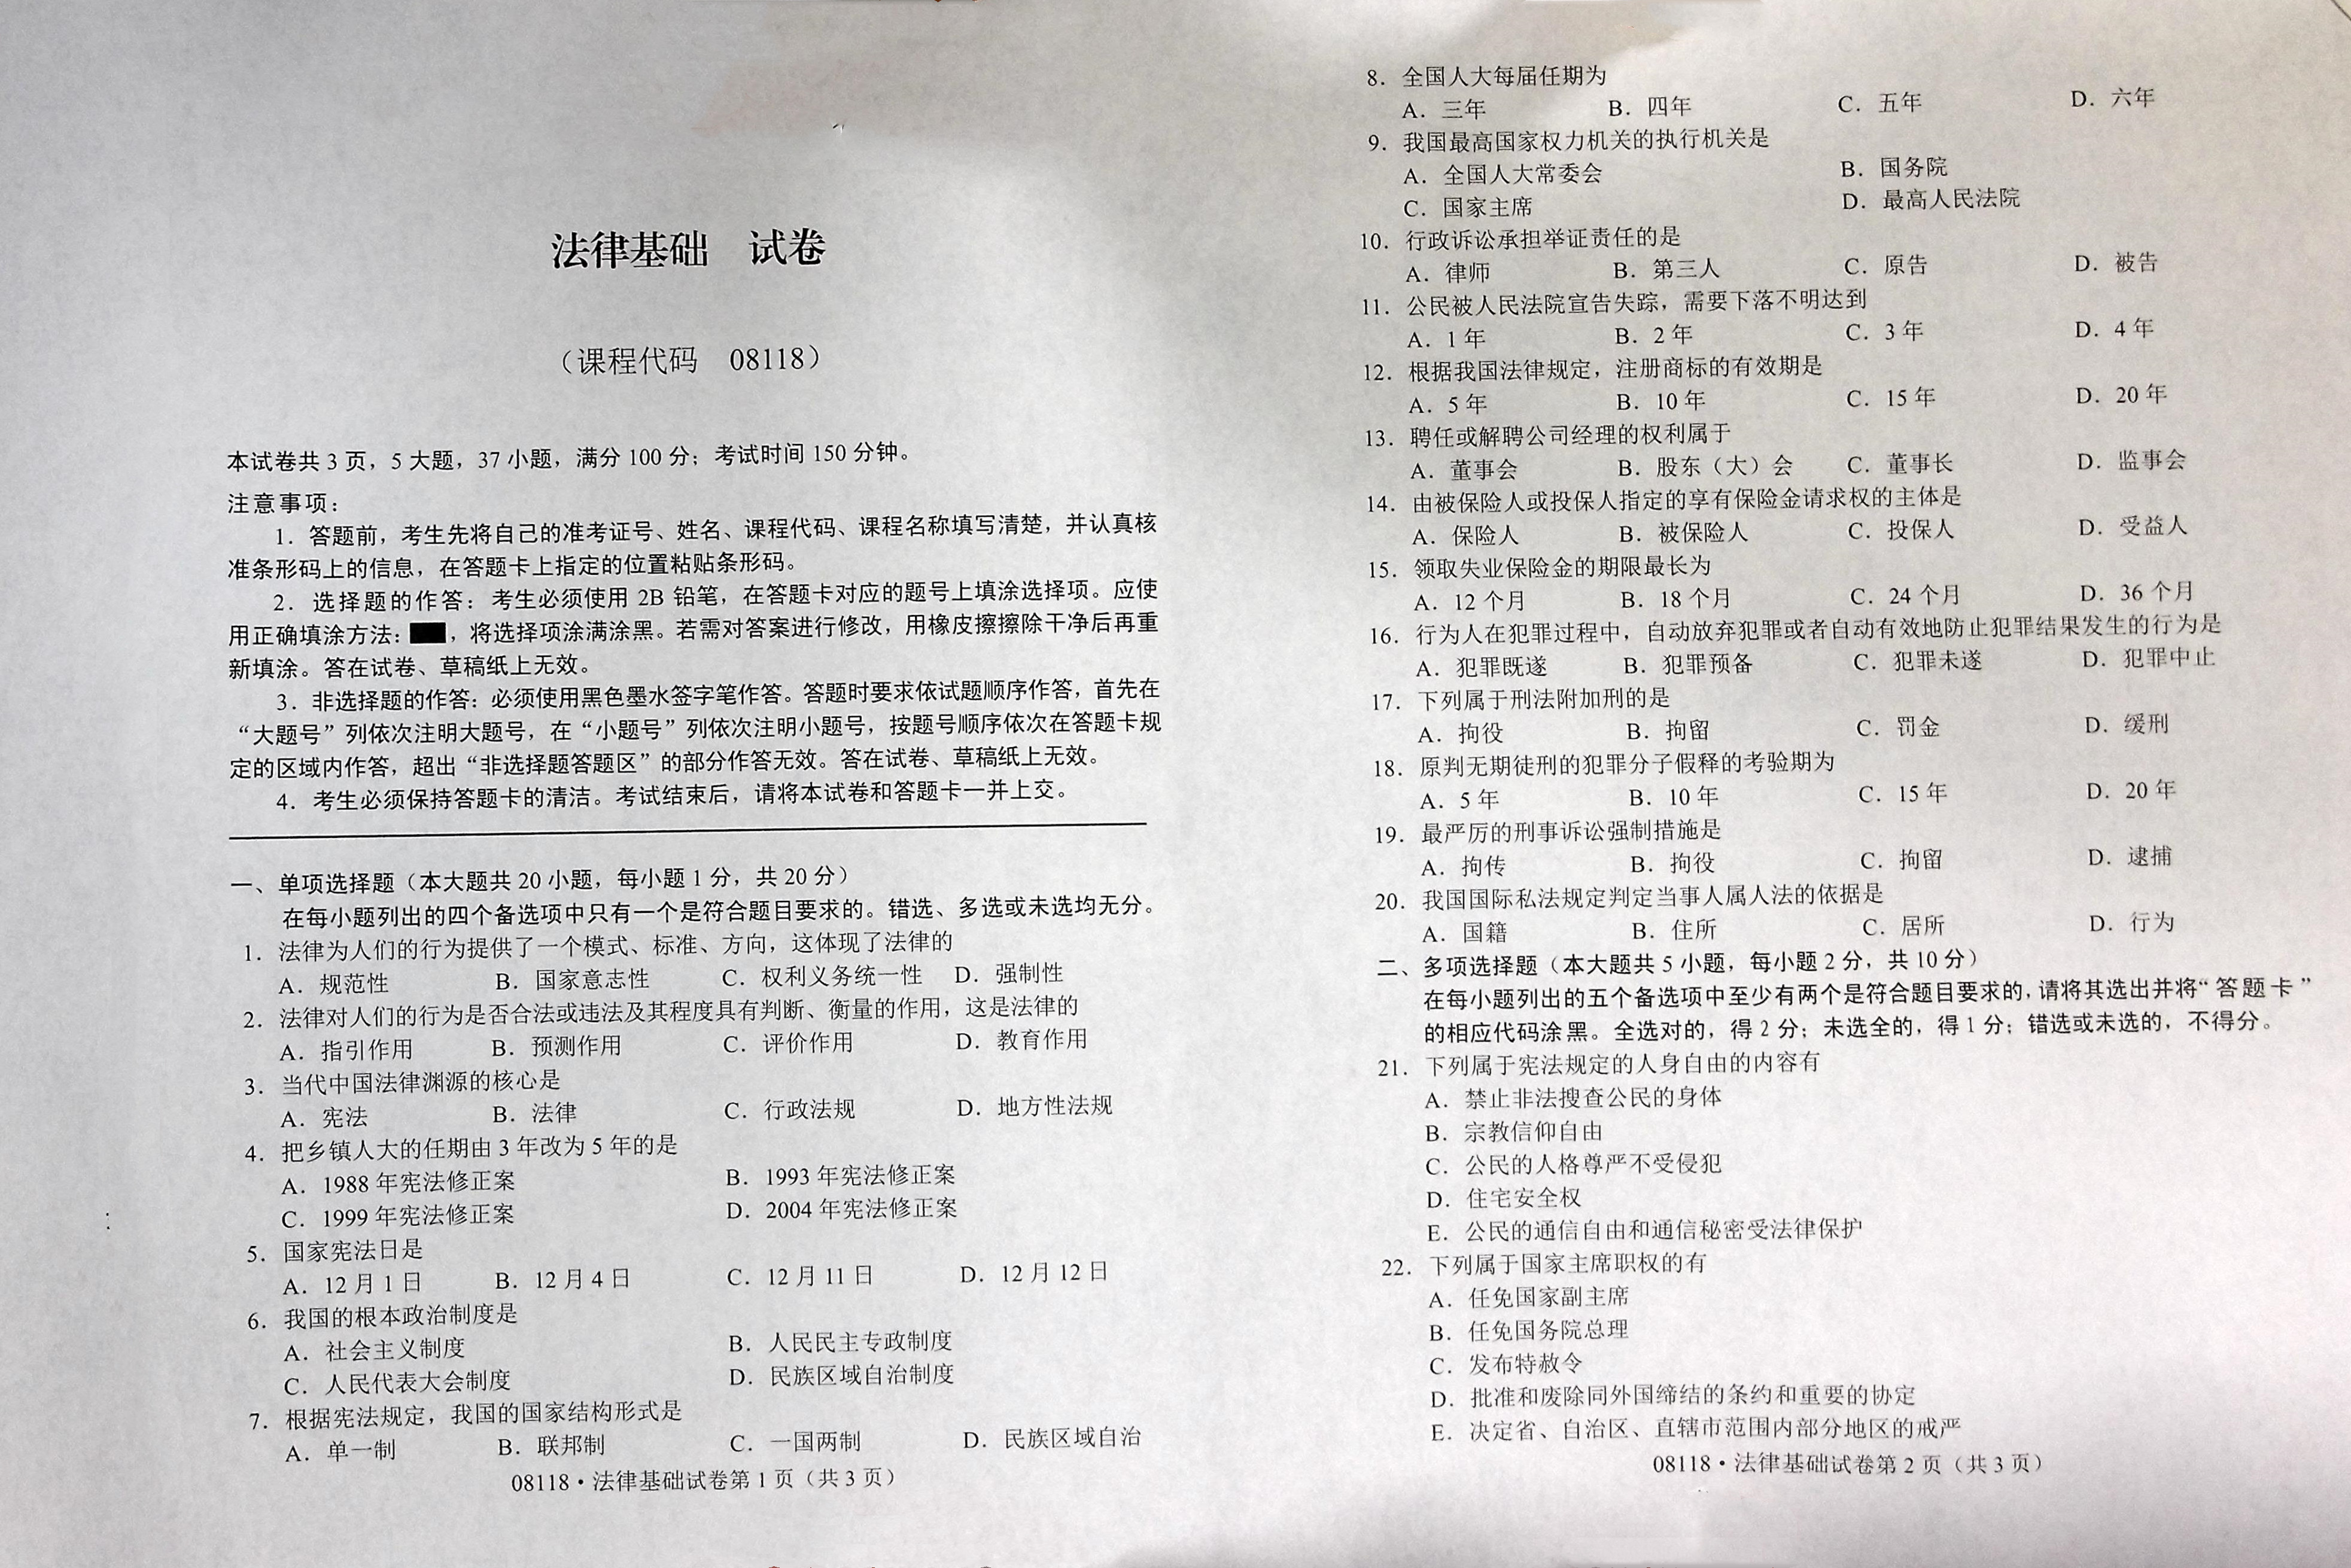 法律基础 试卷
（课程代码 08118）
本试卷共 3 页，5 大题，37 小题，满分 100 分；考试时间 150 分钟。
注意事项：
1．答题前，考生先将自己的准考证号、姓名、课程代码、课程名称填写清楚，并认真核
准条形码上的信息，在答题卡上指定的位置粘贴条形码。
2．选择题的作答：考生必须使用 2B 铅笔，在答题卡对应的题号上填涂选择项。应使
用正确填涂方法：，将选择项涂满涂黑。若需对答案进行修改，用橡皮擦擦除干净后再重
新填涂。答在试卷、草稿纸上无效。
3．非选择题的作答：必须使用黑色墨水签字笔作答。答题时要求依试题顺序作答，首先在
“大题号”列依次注明大题号，在“小题号”列依次注明小题号，按题号顺序依次在答题卡规
定的区域内作答，超出“非选择题答题区”的部分作答无效。答在试卷、草稿纸上无效。
4．考生必须保持答题卡的清洁。考试结束后，请将本试卷和答题卡一并上交。
一、单项选择题（本大题共 20 小题，每小题 1 分，共 20 分）
在每小题列出的四个备选项中只有一个是符合题目要求的。错选、多选或未选均无分。
1．法律为人们的行为提供了一个模式、标准、方向，这体现了法律的
A．规范性 B．国家意志性 C．权利义务统一性 D．强制性
2．法律对人们的行为是否合法或违法及其程度具有判断、衡量的作用，这是法律的
A．指引作用 B．预测作用 C．评价作用 D．教育作用
3．当代中国法律渊源的核心是
A．宪法 B．法律 C．行政法规 D．地方性法规
4．把乡镇人大的任期由 3 年改为 5 年的是
A．1988 年宪法修正案 B．1993 年宪法修正案
C．1999 年宪法修正案 D．2004 年宪法修正案
5．国家宪法日是
A．12 月 1 日 B．12 月 4 日 C．12 月 11 日 D．12 月 12 日
6．我国的根本政治制度是
A．社会主义制度 B．人民民主专政制度
C．人民代表大会制度 D．民族区域自治制度
7．根据宪法规定，我国的国家结构形式是
A．单一制 B．联邦制 C．一国两制 D．民族区域自治
08118·法律基础试卷第 1 页（共 3 页）
8．全国人大每届任期为
A．三年 B．四年 C．五年 D．六年
9．我国最高国家权力机关的执行机关是
A．全国人大常委会 B．国务院
C．国家主席 D．最高人民法院
10．行政诉讼承担举证责任的是
A．律师 B．第三人 C．原告 D．被告
11．公民被人民法院宣告失踪，需要下落不明达到
A．1 年 B．2 年 C．3 年 D．4 年
12．根据我国法律规定，注册商标的有效期是
A．5 年 B．10 年 C．15 年 D．20 年
13．聘任或解聘公司经理的权利属于
A．董事会 B．股东（大）会 C．董事长 D．监事会
14．由被保险人或投保人指定的享有保险金请求权的主体是
A．保险人 B．被保险人 C．投保人 D．受益人
15．领取失业保险金的期限最长为
A．12 个月 B．18 个月 C．24 个月 D．36 个月
16．行为人在犯罪过程中，自动放弃犯罪或者自动有效地防止犯罪结果发生的行为是
A．犯罪既遂 B．犯罪预备 C．犯罪未遂 D．犯罪中止
17．下列属于刑法附加刑的是
A．拘役 B．拘留 C．罚金 D．缓刑
18．原判无期徒刑的犯罪分子假释的考验期为
A．5 年 B．10 年 C．15 年 D．20 年
19．最严厉的刑事诉讼强制措施是
A．拘传 B．拘役 C．拘留 D．逮捕
20．我国国际私法规定判定当事人属人法的依据是
A．国籍 B．住所 C．居所 D．行为
二、多项选择题（本大题共 5 小题，每小题 2 分，共 10 分）
在每小题列出的五个备选项中至少有两个是符合题目要求的，请将其选出并将“答题卡”
的相应代码涂黑。全选对的，得 2 分；未选全的，得 1 分；错选或未选的，不得分。
21．下列属于宪法规定的人身自由的内容有
A．禁止非法搜查公民的身体
B．宗教信仰自由
C．公民的人格尊严不受侵犯
D．住宅安全权
E．公民的通信自由和通信秘密受法律保护
22．下列属于国家主席职权的有
A．任免国家副主席
B．任免国务院总理
C．发布特赦令
D．批准和废除同外国缔结的条约和重要的协定
E．决定省、自治区、直辖市范围内部分地区的戒严
08118·法律基础试卷第 2 页（共 3 页）